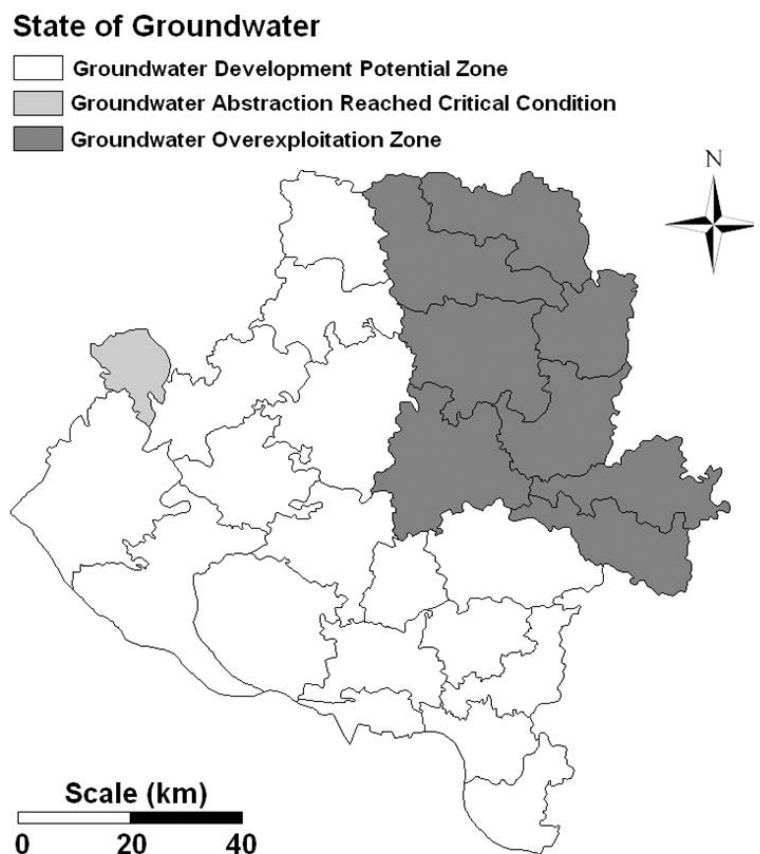 State of Groundwater
Groundwater Development Potential Zone
Groundwater Abstraction Reached Critical Condition
Groundwater Overexploitation Zone
N
Scale (km)
0 20 40